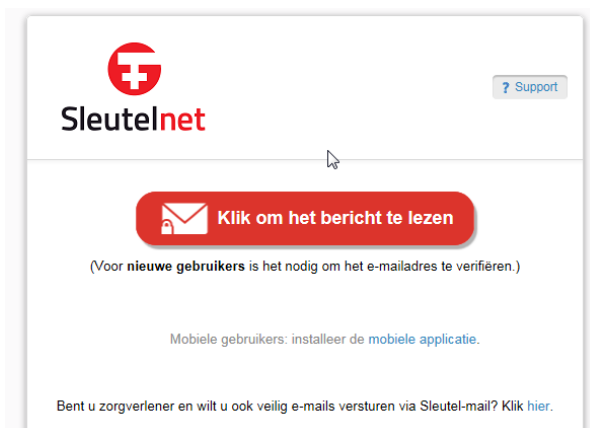 Sleutelnet
? Support
Klik om het bericht te lezen
(Voor nieuwe gebruikers is het nodig om het e-mailadres te verifiëren.)
Mobiele gebruikers: installeer de mobiele applicatie.
Bent u zorgverlener en wilt u ook veilig e-mails versturen via Sleutel-mail? Klik hier.